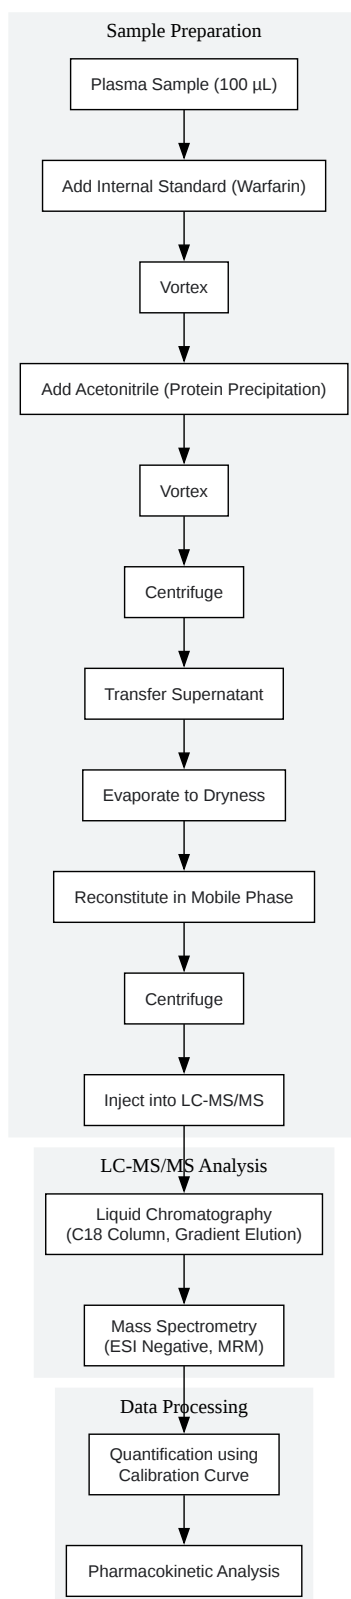 Sample Preparation
Plasma Sample (100 µL)
Add Internal Standard (Warfarin)
Vortex
Add Acetonitrile (Protein Precipitation)
Vortex
Centrifuge
Transfer Supernatant
Evaporate to Dryness
Reconstitute in Mobile Phase
Centrifuge
Inject into LC-MS/MS
LC-MS/MS Analysis
Liquid Chromatography
(C18 Column, Gradient Elution)
Mass Spectrometry
(ESI Negative, MRM)
Data Processing
Quantification using
Calibration Curve
Pharmacokinetic Analysis